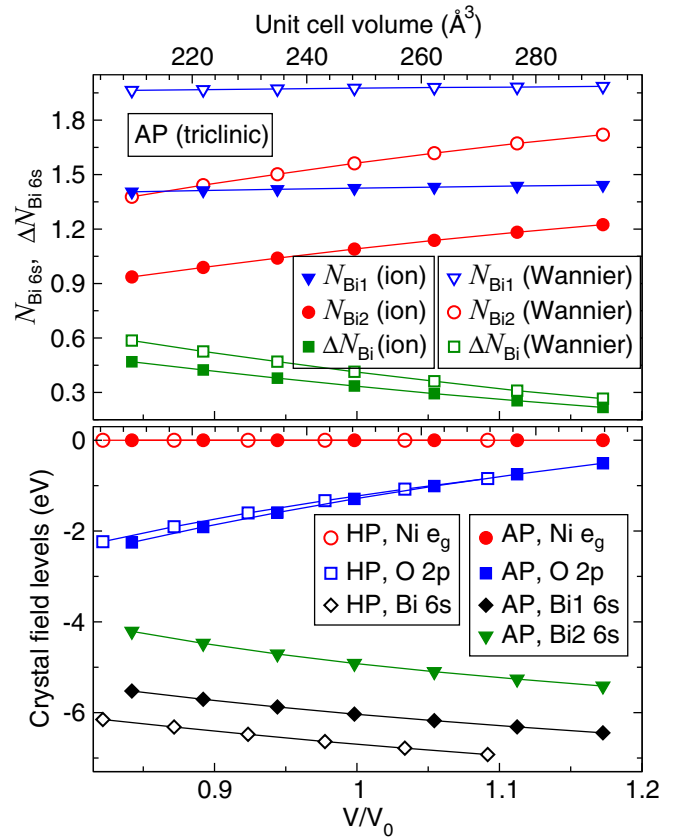 Unit cell volume (Å³)
220 240 260 280
AP (triclinic)
N_Bi 6s, ΔN_Bi 6s
1.8
1.5
1.2
0.9
0.6
0.3
N_Bi1 (ion)
N_Bi2 (ion)
ΔN_Bi (ion)
N_Bi1 (Wannier)
N_Bi2 (Wannier)
ΔN_Bi (Wannier)
Crystal field levels (eV)
0
-2
-4
-6
HP, Ni e_g
HP, O 2p
HP, Bi 6s
AP, Ni e_g
AP, O 2p
AP, Bi1 6s
AP, Bi2 6s
0.9 1 1.1 1.2
V/V₀